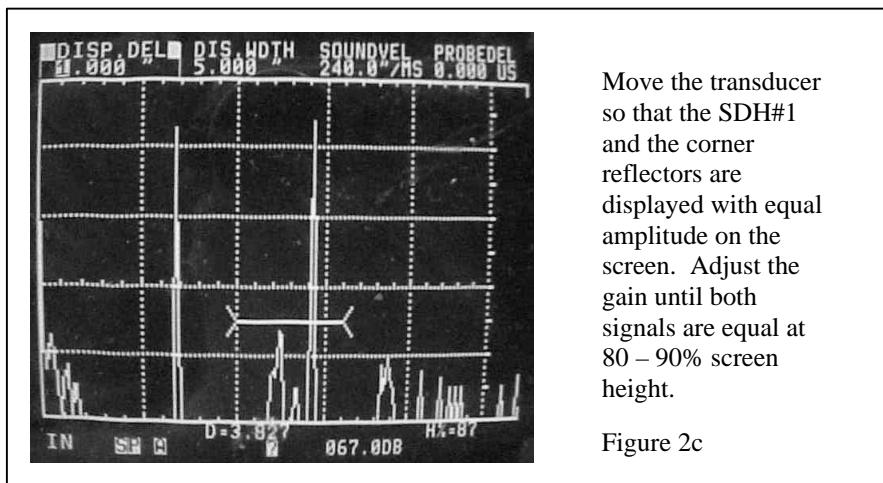 DISP.DEL DIS.WDTH SOUNDVEL PROBEDEL
1.000 " 5.000 " 240.0"/MS 0.000 US
D=3.827 H%=87
IN SP A ? 067.0DB
Move the transducer
so that the SDH#1
and the corner
reflectors are
displayed with equal
amplitude on the
screen. Adjust the
gain until both
signals are equal at
80 – 90% screen
height.
Figure 2c